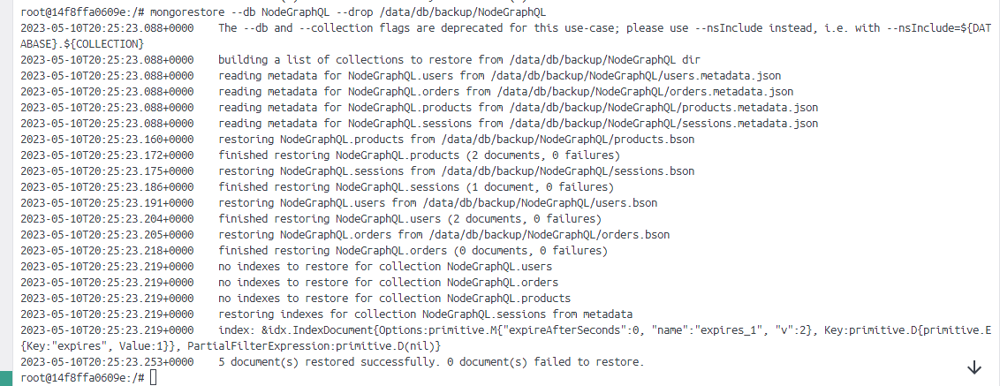 root@14f8ffa0609e:/# mongorestore --db NodeGraphQL --drop /data/db/backup/NodeGraphQL
2023-05-10T20:25:23.088+0000    The --db and --collection flags are deprecated for this use-case; please use --nsInclude instead, i.e. with --nsInclude=${DAT
ABASE}.${COLLECTION}
2023-05-10T20:25:23.088+0000    building a list of collections to restore from /data/db/backup/NodeGraphQL dir
2023-05-10T20:25:23.088+0000    reading metadata for NodeGraphQL.users from /data/db/backup/NodeGraphQL/users.metadata.json
2023-05-10T20:25:23.088+0000    reading metadata for NodeGraphQL.orders from /data/db/backup/NodeGraphQL/orders.metadata.json
2023-05-10T20:25:23.088+0000    reading metadata for NodeGraphQL.products from /data/db/backup/NodeGraphQL/products.metadata.json
2023-05-10T20:25:23.088+0000    reading metadata for NodeGraphQL.sessions from /data/db/backup/NodeGraphQL/sessions.metadata.json
2023-05-10T20:25:23.160+0000    restoring NodeGraphQL.products from /data/db/backup/NodeGraphQL/products.bson
2023-05-10T20:25:23.172+0000    finished restoring NodeGraphQL.products (2 documents, 0 failures)
2023-05-10T20:25:23.175+0000    restoring NodeGraphQL.sessions from /data/db/backup/NodeGraphQL/sessions.bson
2023-05-10T20:25:23.186+0000    finished restoring NodeGraphQL.sessions (1 document, 0 failures)
2023-05-10T20:25:23.191+0000    restoring NodeGraphQL.users from /data/db/backup/NodeGraphQL/users.bson
2023-05-10T20:25:23.204+0000    finished restoring NodeGraphQL.users (2 documents, 0 failures)
2023-05-10T20:25:23.205+0000    restoring NodeGraphQL.orders from /data/db/backup/NodeGraphQL/orders.bson
2023-05-10T20:25:23.218+0000    finished restoring NodeGraphQL.orders (0 documents, 0 failures)
2023-05-10T20:25:23.219+0000    no indexes to restore for collection NodeGraphQL.users
2023-05-10T20:25:23.219+0000    no indexes to restore for collection NodeGraphQL.orders
2023-05-10T20:25:23.219+0000    no indexes to restore for collection NodeGraphQL.products
2023-05-10T20:25:23.219+0000    restoring indexes for collection NodeGraphQL.sessions from metadata
2023-05-10T20:25:23.219+0000    index: &idx.IndexDocument{Options:primitive.M{"expireAfterSeconds":0, "name":"expires_1", "v":2}, Key:primitive.D{primitive.E
{Key:"expires", Value:1}}, PartialFilterExpression:primitive.D(nil)}
2023-05-10T20:25:23.253+0000    5 document(s) restored successfully. 0 document(s) failed to restore.
root@14f8ffa0609e:/#